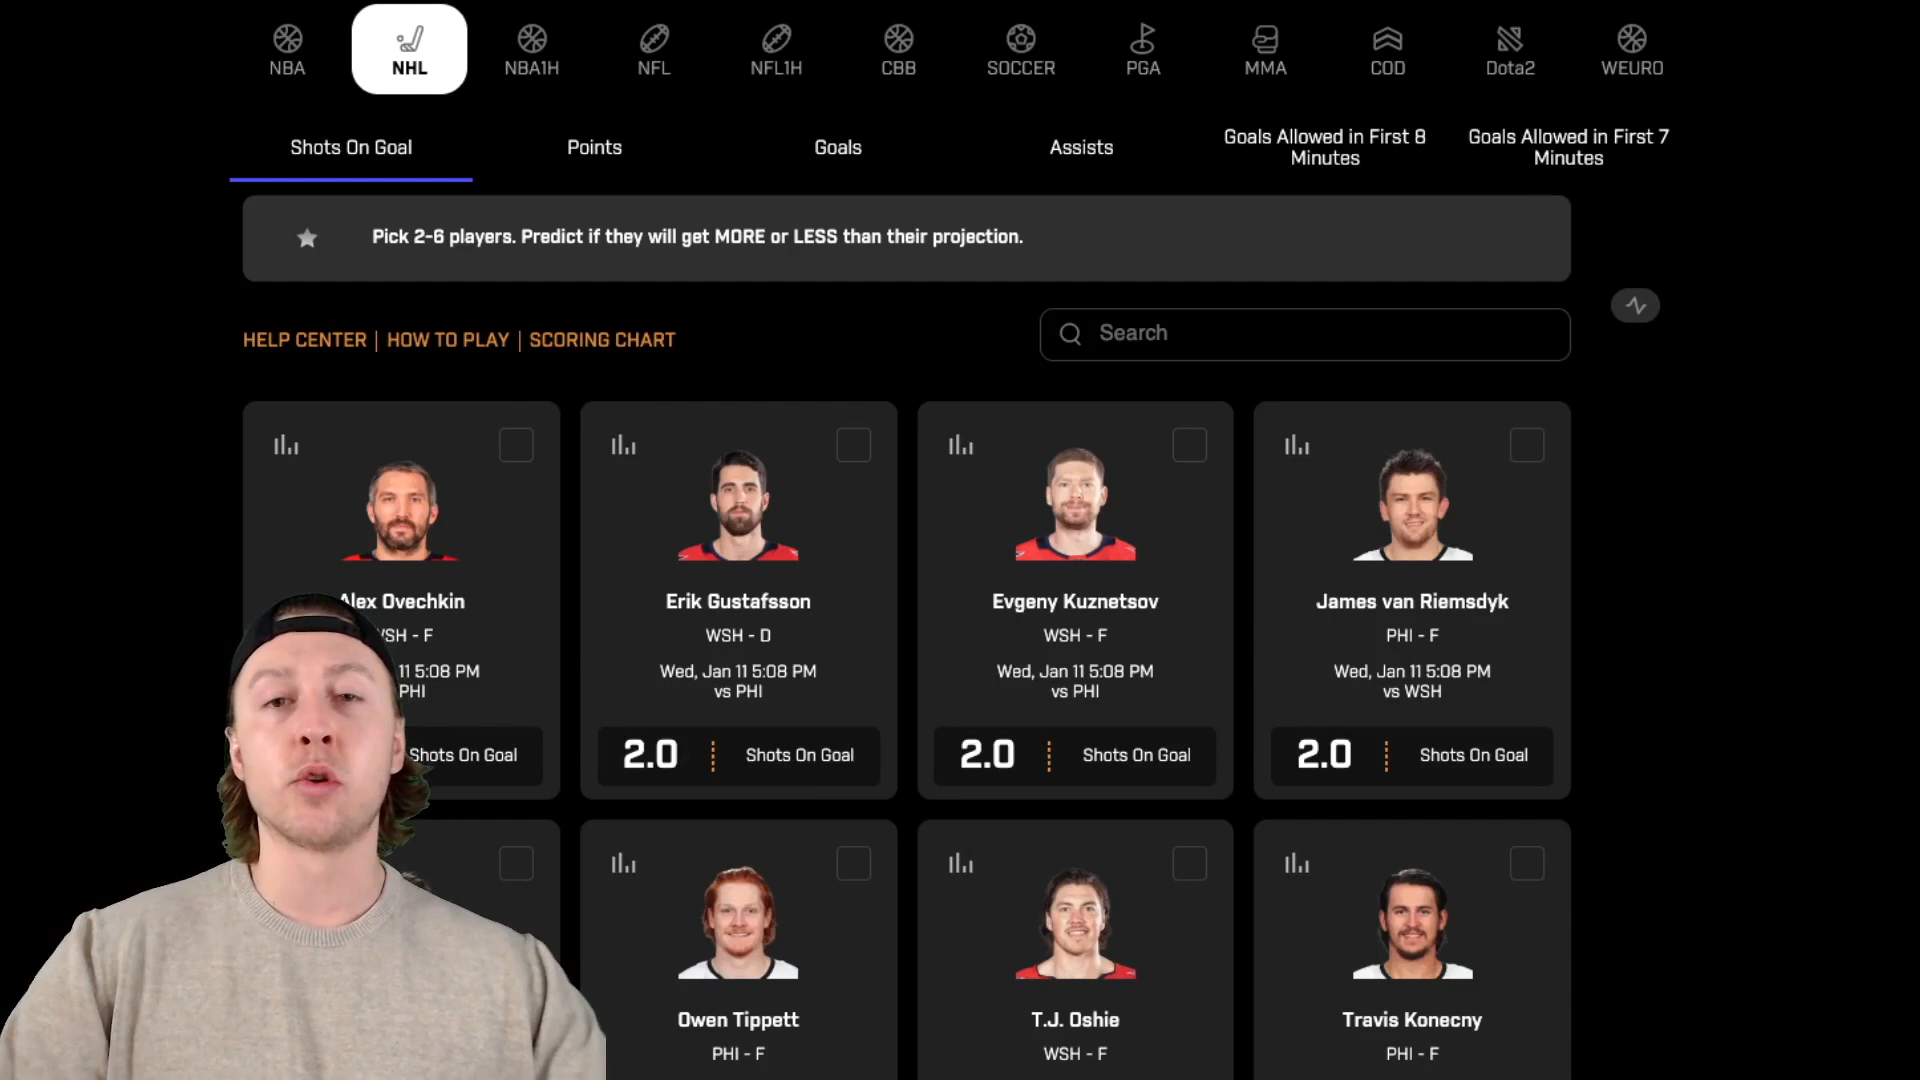 NBA
NHL
NBA1H
NFL
NFL1H
CBB
SOCCER
PGA
MMA
COD
Dota2
WEURO
Shots On Goal
Points
Goals
Assists
Goals Allowed in First 8
Minutes
Goals Allowed in First 7
Minutes
Pick 2-6 players. Predict if they will get MORE or LESS than their projection.
HELP CENTER | HOW TO PLAY | SCORING CHART
Search
Alex Ovechkin
WSH - F
11 5:08 PM
PHI
Shots On Goal
Erik Gustafsson
WSH - D
Wed, Jan 11 5:08 PM
vs PHI
2.0 Shots On Goal
Evgeny Kuznetsov
WSH - F
Wed, Jan 11 5:08 PM
vs PHI
2.0 Shots On Goal
James van Riemsdyk
PHI - F
Wed, Jan 11 5:08 PM
vs WSH
2.0 Shots On Goal
Owen Tippett
PHI - F
T.J. Oshie
WSH - F
Travis Konecny
PHI - F